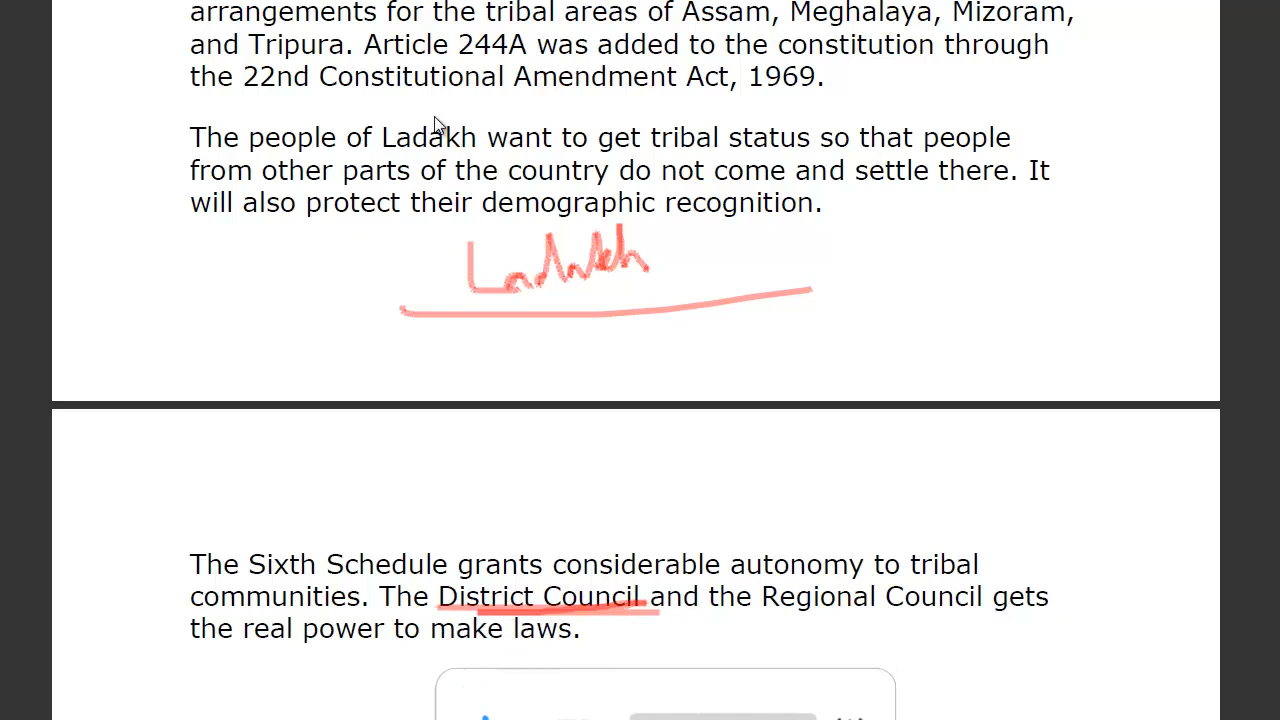 arrangements for the tribal areas of Assam, Meghalaya, Mizoram,
and Tripura. Article 244A was added to the constitution through
the 22nd Constitutional Amendment Act, 1969.
The people of Ladakh want to get tribal status so that people
from other parts of the country do not come and settle there. It
will also protect their demographic recognition.
Ladakh
The Sixth Schedule grants considerable autonomy to tribal
communities. The District Council and the Regional Council gets
the real power to make laws.